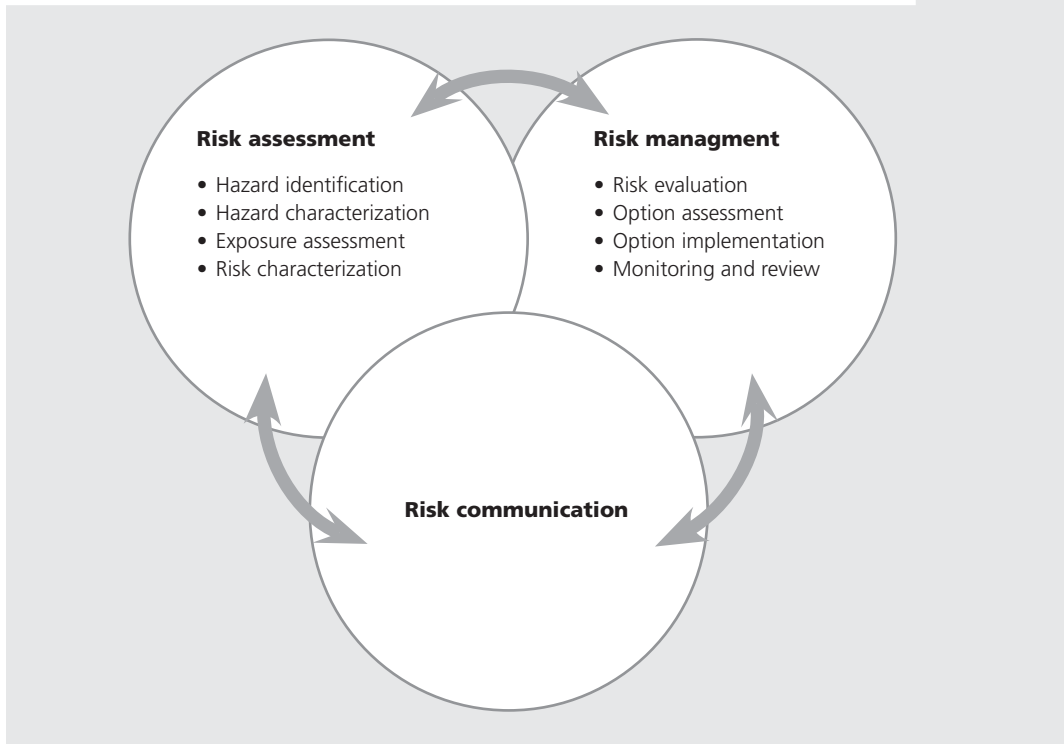 Risk assessment
• Hazard identification
• Hazard characterization
• Exposure assessment
• Risk characterization
Risk managment
• Risk evaluation
• Option assessment
• Option implementation
• Monitoring and review
Risk communication